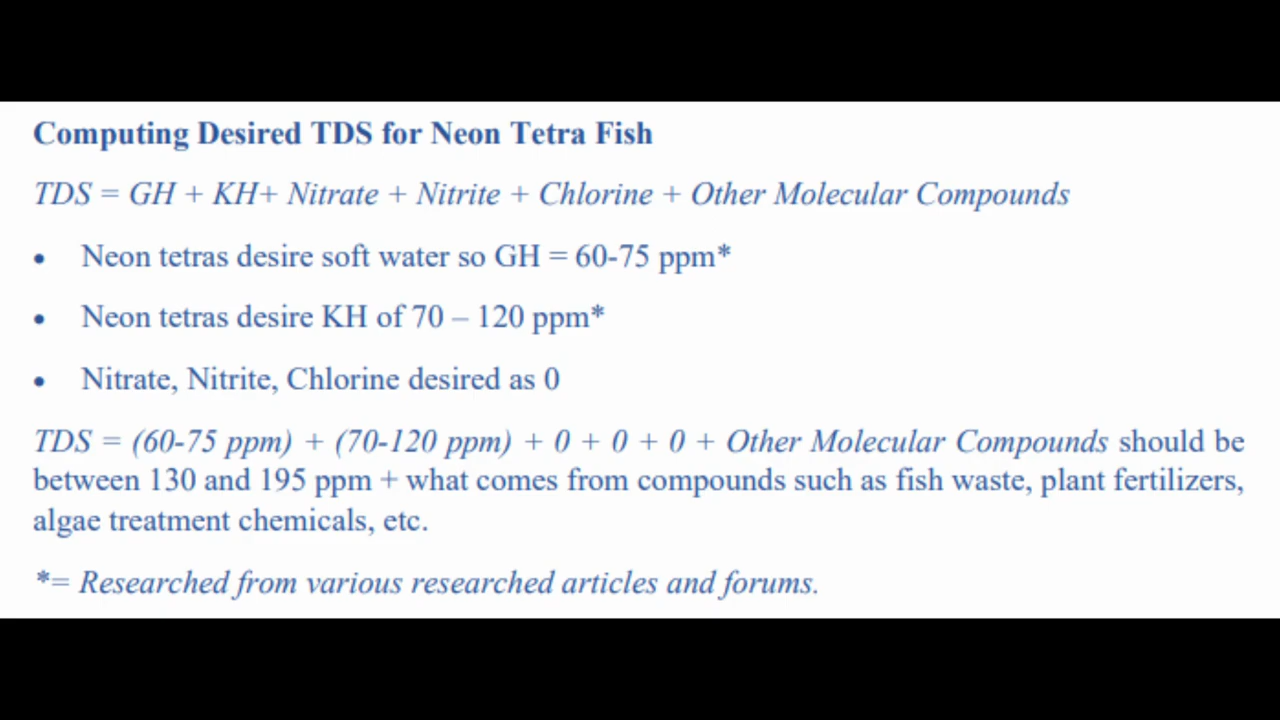 Computing Desired TDS for Neon Tetra Fish
TDS = GH + KH+ Nitrate + Nitrite + Chlorine + Other Molecular Compounds
• Neon tetras desire soft water so GH = 60-75 ppm*
• Neon tetras desire KH of 70 – 120 ppm*
• Nitrate, Nitrite, Chlorine desired as 0
TDS = (60-75 ppm) + (70-120 ppm) + 0 + 0 + 0 + Other Molecular Compounds should be
between 130 and 195 ppm + what comes from compounds such as fish waste, plant fertilizers,
algae treatment chemicals, etc.
*= Researched from various researched articles and forums.